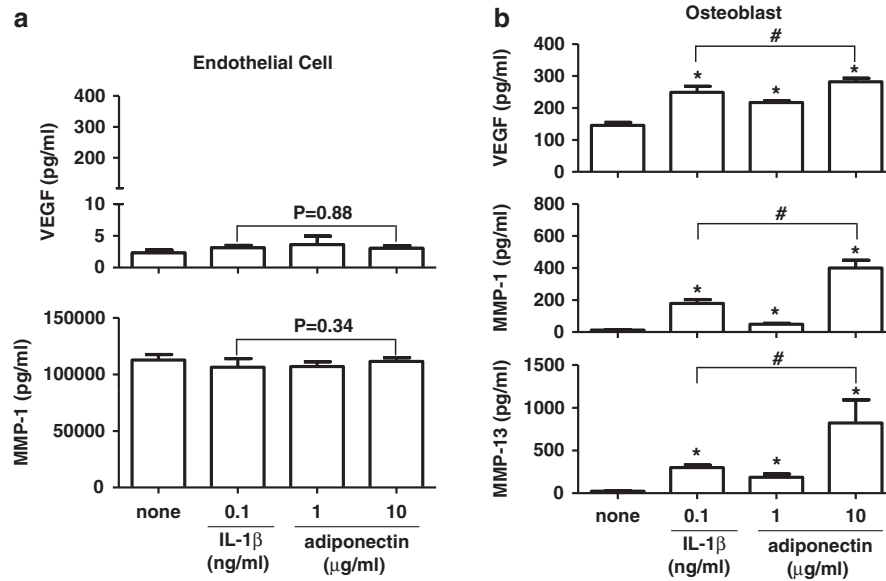 a
Endothelial Cell
VEGF (pg/ml)
400
300
200
10
5
0
P=0.88
MMP-1 (pg/ml)
150000
100000
50000
0
P=0.34
none 0.1 1 10
IL-1β adiponectin
(ng/ml) (μg/ml)
b
Osteoblast
VEGF (pg/ml)
400
300
200
100
0
#
* * *
MMP-1 (pg/ml)
800
600
400
200
0
#
* * *
MMP-13 (pg/ml)
1500
1000
500
0
#
* * *
none 0.1 1 10
IL-1β adiponectin
(ng/ml) (μg/ml)